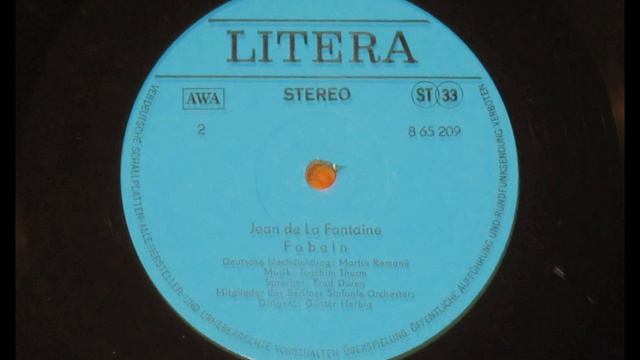 LITERA
AWA STEREO ST 33
2 8 65 209
Jean de La Fontaine
Fabeln
Deutsche Nachdichtung: Martin Remané
Musik: Joachim Thurm
Sprecher: Fred Düren
Mitglieder des Berliner Sinfonie-Orchesters
Dirigent: Günter Herbig
VEB DEUTSCHE SCHALLPLATTEN · ALLE HERSTELLER- UND URHEBERRECHTE VORBEHALTEN ÜBERSPIELUNG, ÖFFENTLICHE AUFFÜHRUNG UND RUNDFUNKSENDUNG VERBOTEN